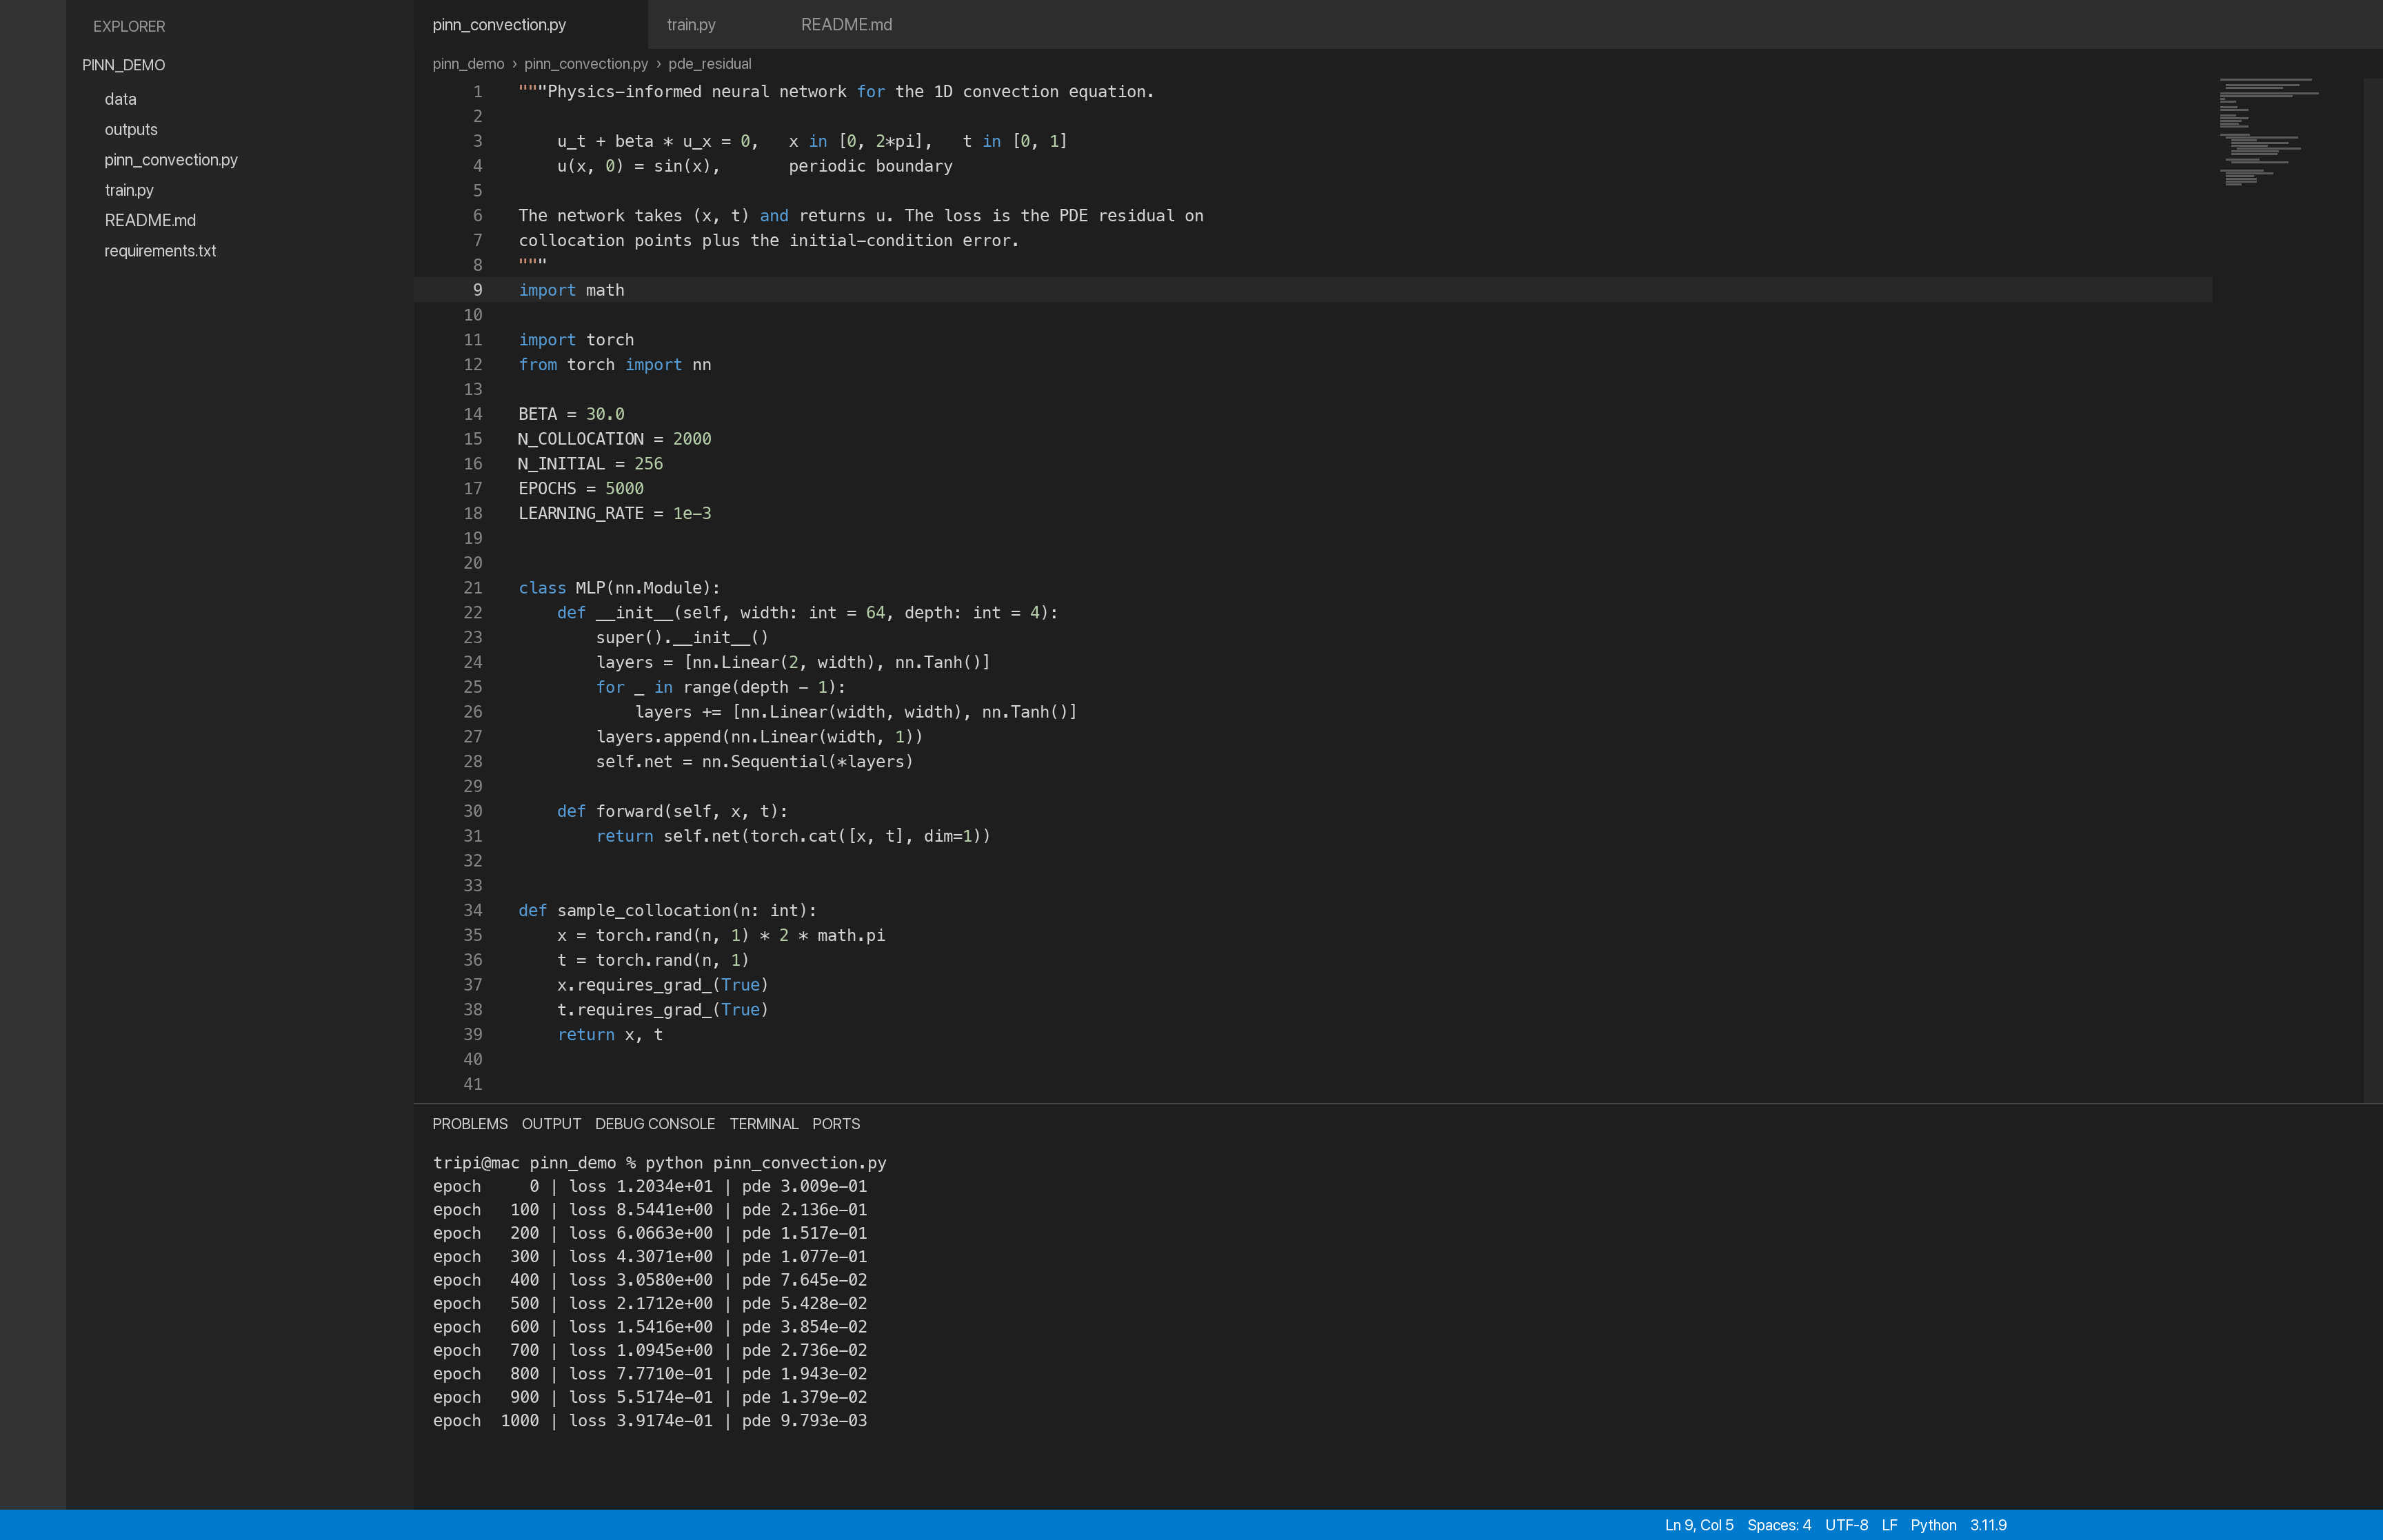 EXPLORER
PINN_DEMO
data
outputs
pinn_convection.py
train.py
README.md
requirements.txt
pinn_convection.py train.py README.md
pinn_demo › pinn_convection.py › pde_residual
1 """Physics-informed neural network for the 1D convection equation.
2
3     u_t + beta * u_x = 0,   x in [0, 2*pi],   t in [0, 1]
4     u(x, 0) = sin(x),       periodic boundary
5
6 The network takes (x, t) and returns u. The loss is the PDE residual on
7 collocation points plus the initial-condition error.
8 """
9 import math
10
11 import torch
12 from torch import nn
13
14 BETA = 30.0
15 N_COLLOCATION = 2000
16 N_INITIAL = 256
17 EPOCHS = 5000
18 LEARNING_RATE = 1e-3
19
20
21 class MLP(nn.Module):
22     def __init__(self, width: int = 64, depth: int = 4):
23         super().__init__()
24         layers = [nn.Linear(2, width), nn.Tanh()]
25         for _ in range(depth - 1):
26             layers += [nn.Linear(width, width), nn.Tanh()]
27         layers.append(nn.Linear(width, 1))
28         self.net = nn.Sequential(*layers)
29
30     def forward(self, x, t):
31         return self.net(torch.cat([x, t], dim=1))
32
33
34 def sample_collocation(n: int):
35     x = torch.rand(n, 1) * 2 * math.pi
36     t = torch.rand(n, 1)
37     x.requires_grad_(True)
38     t.requires_grad_(True)
39     return x, t
40
41
PROBLEMS OUTPUT DEBUG CONSOLE TERMINAL PORTS
tripi@mac pinn_demo % python pinn_convection.py
epoch     0 | loss 1.2034e+01 | pde 3.009e-01
epoch   100 | loss 8.5441e+00 | pde 2.136e-01
epoch   200 | loss 6.0663e+00 | pde 1.517e-01
epoch   300 | loss 4.3071e+00 | pde 1.077e-01
epoch   400 | loss 3.0580e+00 | pde 7.645e-02
epoch   500 | loss 2.1712e+00 | pde 5.428e-02
epoch   600 | loss 1.5416e+00 | pde 3.854e-02
epoch   700 | loss 1.0945e+00 | pde 2.736e-02
epoch   800 | loss 7.7710e-01 | pde 1.943e-02
epoch   900 | loss 5.5174e-01 | pde 1.379e-02
epoch  1000 | loss 3.9174e-01 | pde 9.793e-03
Ln 9, Col 5 Spaces: 4 UTF-8 LF Python 3.11.9